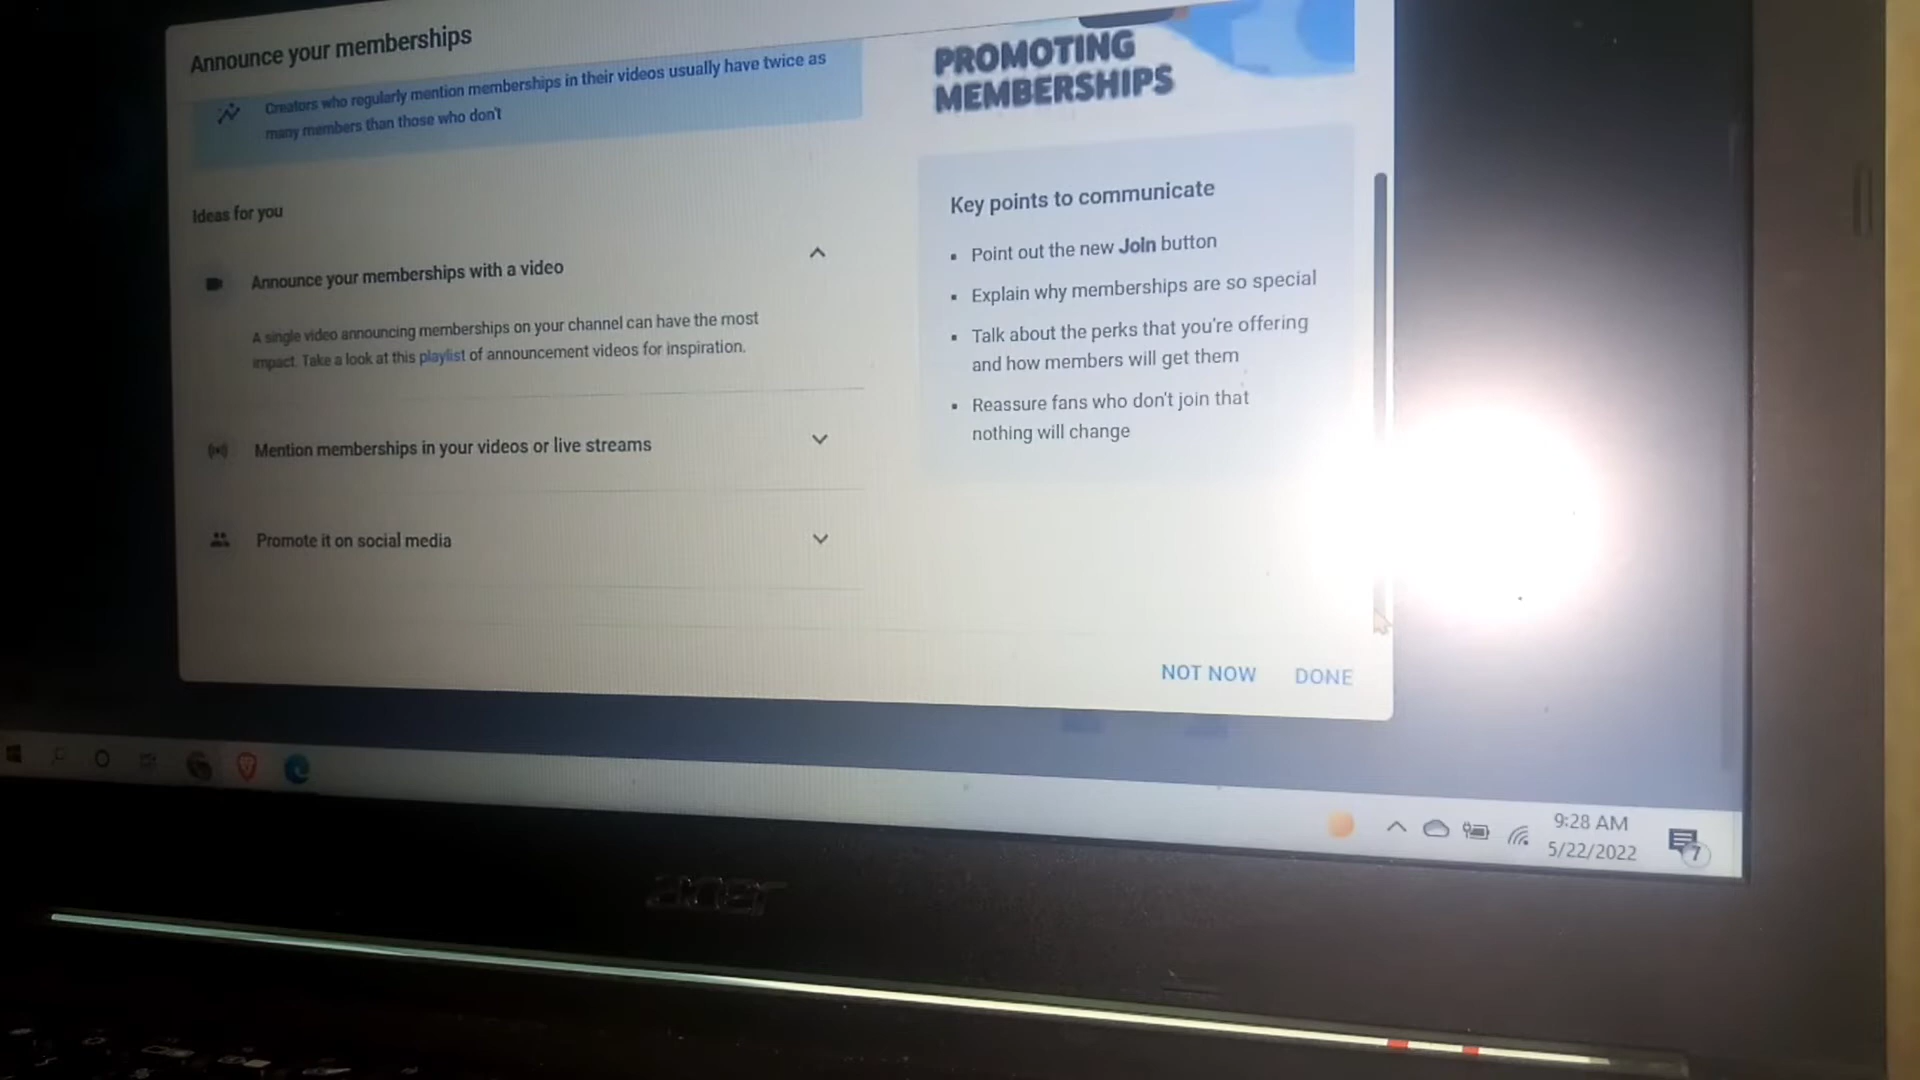 Announce your memberships
Creators who regularly mention memberships in their videos usually have twice as
many members than those who don't
Ideas for you
Announce your memberships with a video
A single video announcing memberships on your channel can have the most
impact. Take a look at this playlist of announcement videos for inspiration.
Mention memberships in your videos or live streams
Promote it on social media
PROMOTING
MEMBERSHIPS
Key points to communicate
▪ Point out the new Join button
▪ Explain why memberships are so special
▪ Talk about the perks that you're offering
and how members will get them
▪ Reassure fans who don't join that
nothing will change
NOT NOW DONE
9:28 AM
5/22/2022
7
acer